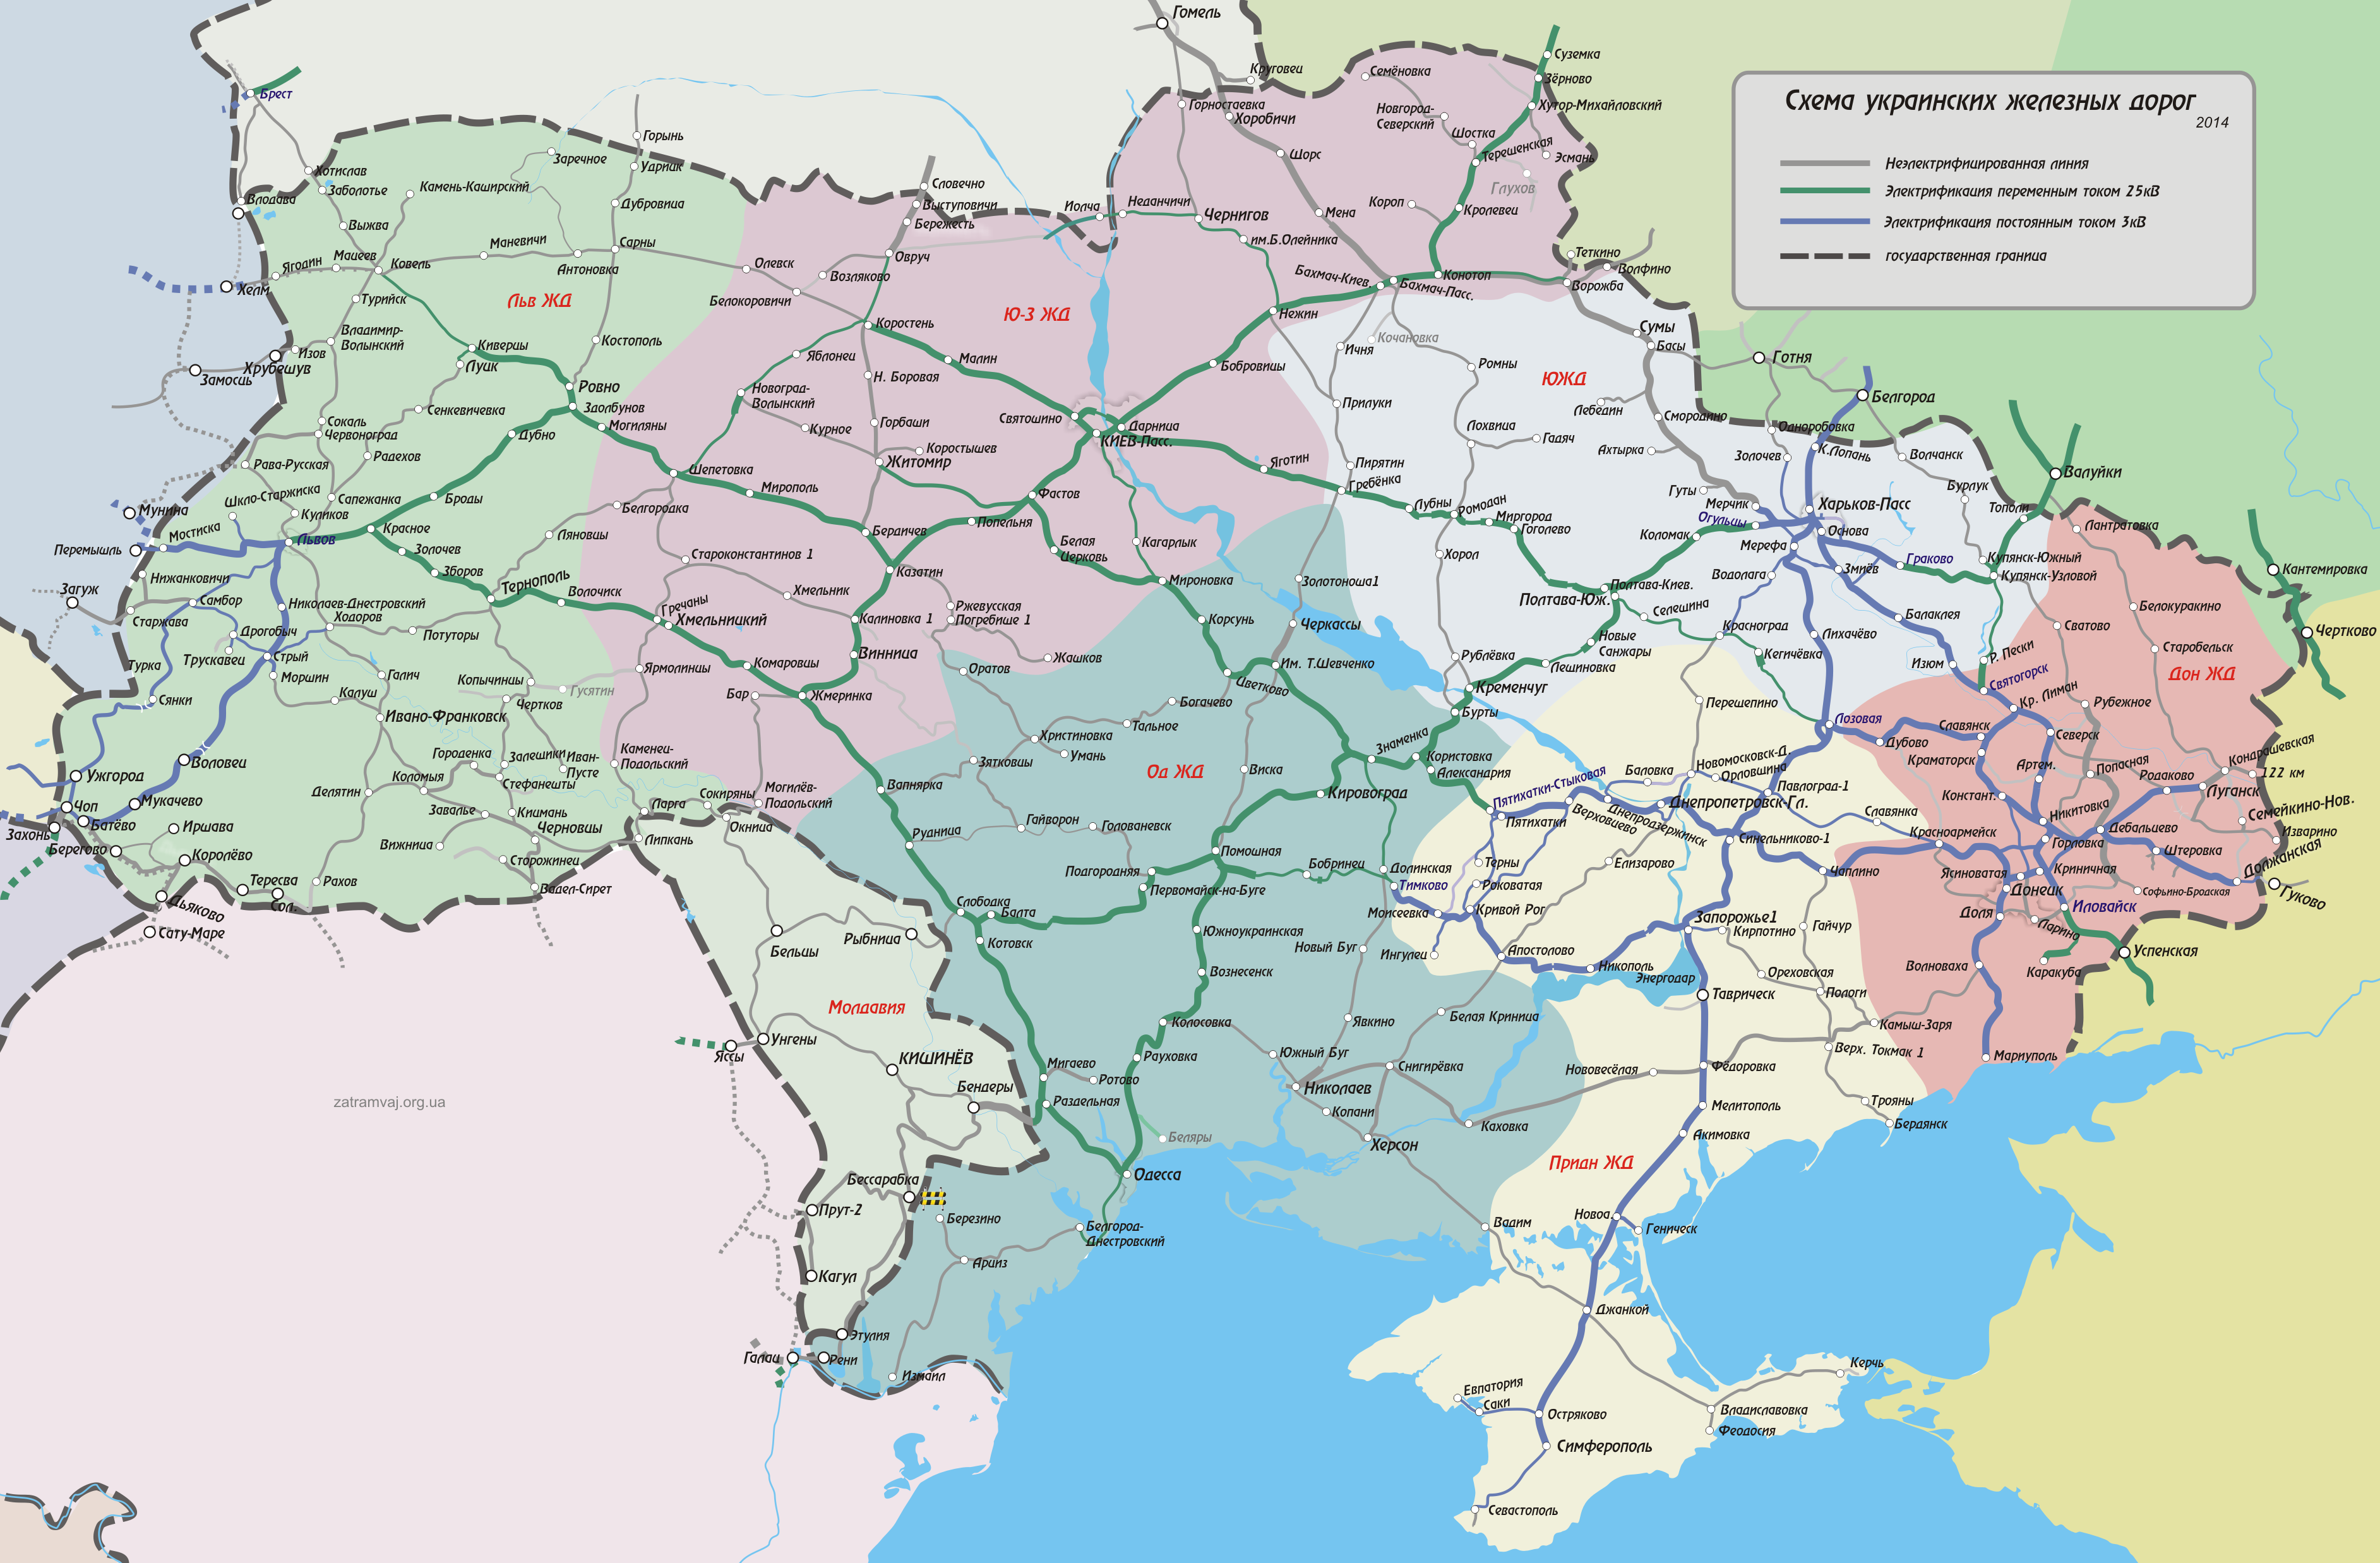 Схема украинских железных дорог
2014
Неэлектрифицированная линия
Электрификация переменным током 25кВ
Электрификация постоянным током 3кВ
государственная граница
Гомель
Круговец
Горностаевка
Хоробичи
Щорс
Мена
Семёновка
Новгород-
Северский
Шостка
Суземка
Зёрново
Хутор-Михайловский
Терещенская
Эсмань
Глухов
Короп
Кролевец
Теткино
Волфино
Ворожба
Конотоп
Бахмач-Киев.
Бахмач-Пасс.
Брест
Хотислав
Заболотье
Влодава
Камень-Каширский
Выжва
Мацеев
Ягодин
Ковель
Хелм
Турийск
Маневичи
Антоновка
Сарны
Дубровица
Удрицк
Горынь
Заречное
Словечно
Выступовичи
Бережесть
Овруч
Олевск
Возляково
Белокоровичи
Иолча
Неданчичи
Чернигов
им.Б.Олейника
Льв ЖД
Ю-З ЖД
Владимир-
Волынский
Изов
Хрубешув
Замосць
Киверцы
Луцк
Костополь
Ровно
Здолбунов
Могиляны
Сенкевичевка
Сокаль
Червоноград
Дубно
Радехов
Рава-Русская
Коростень
Яблонец
Малин
Н. Боровая
Новоград-
Волынский
Горбаши
Курное
Коростышев
Житомир
Шепетовка
Мирополь
Святошино
КИЕВ-Пасс.
Дарница
Бобровицы
Нежин
Яготин
Ичня
Кочановка
Ромны
Прилуки
Пирятин
Гребёнка
Лохвица
Гадяч
Лебедин
Ахтырка
Сумы
Басы
Смородино
ЮЖД
Готня
Белгород
Одноробовка
Золочев
К.Лопань
Волчанск
Валуйки
Бурлук
Тополи
Гуты
Мерчик
Огульцы
Харьков-Пасс
Основа
Мерефа
Коломак
Граково
Купянск-Южный
Купянск-Узловой
Змиёв
Водолага
Балаклея
Лантратовка
Кантемировка
Чертково
Белокуракино
Сватово
Старобельск
Дон ЖД
Лубны
Ромодан
Миргород
Гоголево
Хорол
Полтава-Киев.
Полтава-Юж.
Селещина
Новые
Санжары
Лещиновка
Рублёвка
Кременчуг
Бурты
Красноград
Кегичёвка
Лихачёво
Изюм
Р. Пески
Святогорск
Перещепино
Лозовая
Дубово
Славянск
Кр. Лиман
Рубежное
Северск
Краматорск
Артем.
Попасная
Родаково
Кондрашевская
122 км
Луганск
Констант.
Никитовка
Семейкино-Нов.
Изварино
Дебальцево
Славянка
Красноармейск
Горловка
Штеровка
Должанская
Гуково
Криничная
Ясиноватая
Донецк
Софьино-Бродская
Иловайск
Доля
Ларино
Каракуба
Успенская
Волноваха
Мариуполь
Мунина
Перемышль
Мостиска
Шкло-Старжиска
Куликов
Сапежанка
Броды
Львов
Красное
Золочев
Зборов
Тернополь
Загуж
Нижанковичи
Старжава
Самбор
Николаев-Днестровский
Ходоров
Дрогобыч
Трускавец
Стрый
Моршин
Турка
Сянки
Потуторы
Галич
Калуш
Ивано-Франковск
Копычинцы
Гусятин
Чертков
Белгородка
Ляновцы
Староконстантинов 1
Волочиск
Гречаны
Хмельницкий
Хмельник
Бердичев
Казатин
Попельня
Фастов
Белая
Церковь
Кагарлык
Мироновка
Ржевусская
Погребище 1
Калиновка 1
Винница
Жашков
Оратов
Комаровцы
Ярмолинцы
Бар
Жмеринка
Каменец-
Подольский
Ларга
Сокиряны
Могилёв-
Подольский
Липкань
Окница
Ужгород
Чоп
Захонь
Батёво
Берегово
Мукачево
Иршава
Королёво
Воловец
Тересва
Сол.
Дьяково
Сату-Маре
Рахов
Делятин
Коломыя
Городенка
Залещики
Иван-
Пусте
Стефанешты
Завалье
Кицмань
Черновцы
Вижница
Сторожинец
Вадел-Сирет
Золотоноша1
Черкассы
Корсунь
Им. Т.Шевченко
Цветково
Богачево
Тальное
Христиновка
Умань
Зятковцы
Вапнярка
Рудница
Гайворон
Голованевск
Од ЖД
Виска
Знаменка
Користовка
Александрия
Кировоград
Помошная
Подгородняя
Первомайск-на-Буге
Бобринец
Долинская
Тимково
Моисеевка
Слободка
Балта
Котовск
Южноукраинская
Вознесенск
Колосовка
Рауховка
Мигаево
Ротово
Раздельная
Беляры
Одесса
Пятихатки-Стыковая
Пятихатки
Верховцево
Баловка
Новомосковск-Д.
Орловщина
Днепропетровск-Гл.
Днепродзержинск
Павлоград-1
Синельниково-1
Чаплино
Терны
Роковатая
Кривой Рог
Ингулец
Елизарово
Апостолово
Никополь
Запорожье1
Кирпотино
Гайчур
Энергодар
Таврическ
Ореховская
Пологи
Камыш-Заря
Верх. Токмак 1
Новый Буг
Явкино
Белая Криница
Южный Буг
Снигирёвка
Николаев
Копани
Херсон
Каховка
Нововесёлая
Фёдоровка
Мелитополь
Акимовка
Трояны
Бердянск
Придн ЖД
Вадим
Новоа.
Геническ
Джанкой
Керчь
Владиславовка
Феодосия
Евпатория
Саки
Остряково
Симферополь
Севастополь
Молдавия
Бельцы
Рыбница
Яссы
Унгены
КИШИНЁВ
Бендеры
Бессарабка
Прут-2
Березино
Белгород-
Днестровский
Арциз
Кагул
Этулия
Галац
Рени
Измаил
zatramvaj.org.ua